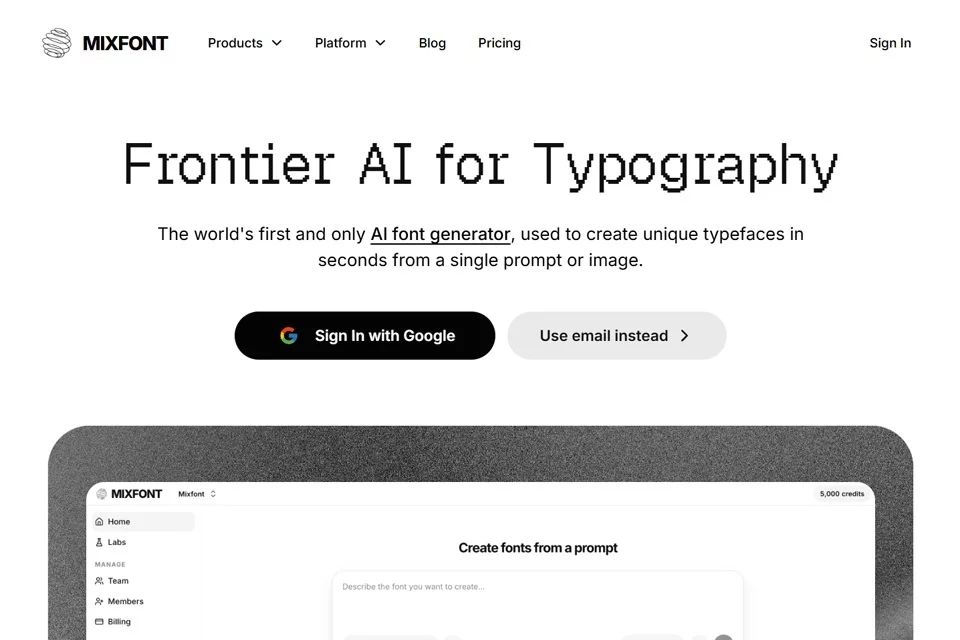 MIXFONT
Products
Platform
Blog
Pricing
Sign In
Frontier AI for Typography
The world's first and only AI font generator, used to create unique typefaces in
seconds from a single prompt or image.
Sign In with Google
Use email instead
MIXFONT
Mixfont
5,000 credits
Home
Labs
MANAGE
Team
Members
Billing
Create fonts from a prompt
Describe the font you want to create...